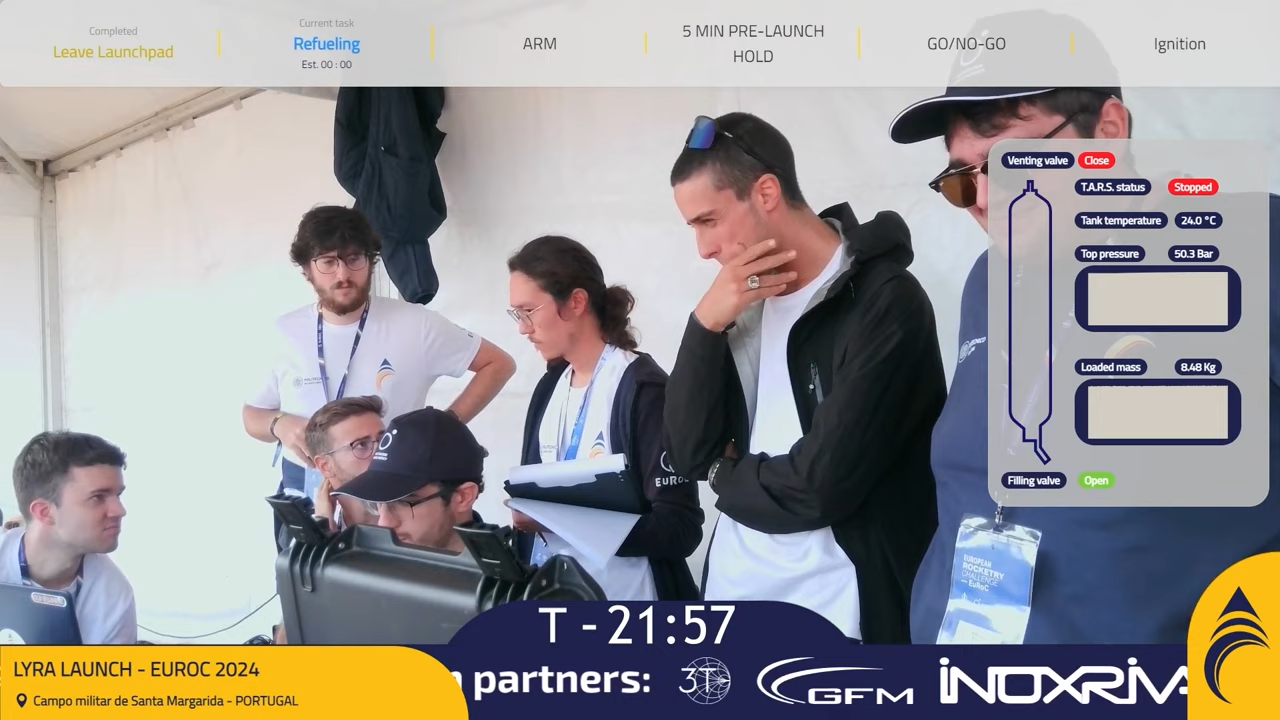 Completed
Leave Launchpad
Current task
Refueling
Est. 00 : 00
ARM
5 MIN PRE-LAUNCH
HOLD
GO/NO-GO
Ignition
Venting valve Close
T.A.R.S. status Stopped
Tank temperature 24.0 °C
Top pressure 50.3 Bar
Loaded mass 8.48 Kg
Filling valve Open
EUROPEAN
ROCKETRY
CHALLENGE
EuRoC
T - 21:57
partners:
3T
GFM
LYRA LAUNCH - EUROC 2024
Campo militar de Santa Margarida - PORTUGAL